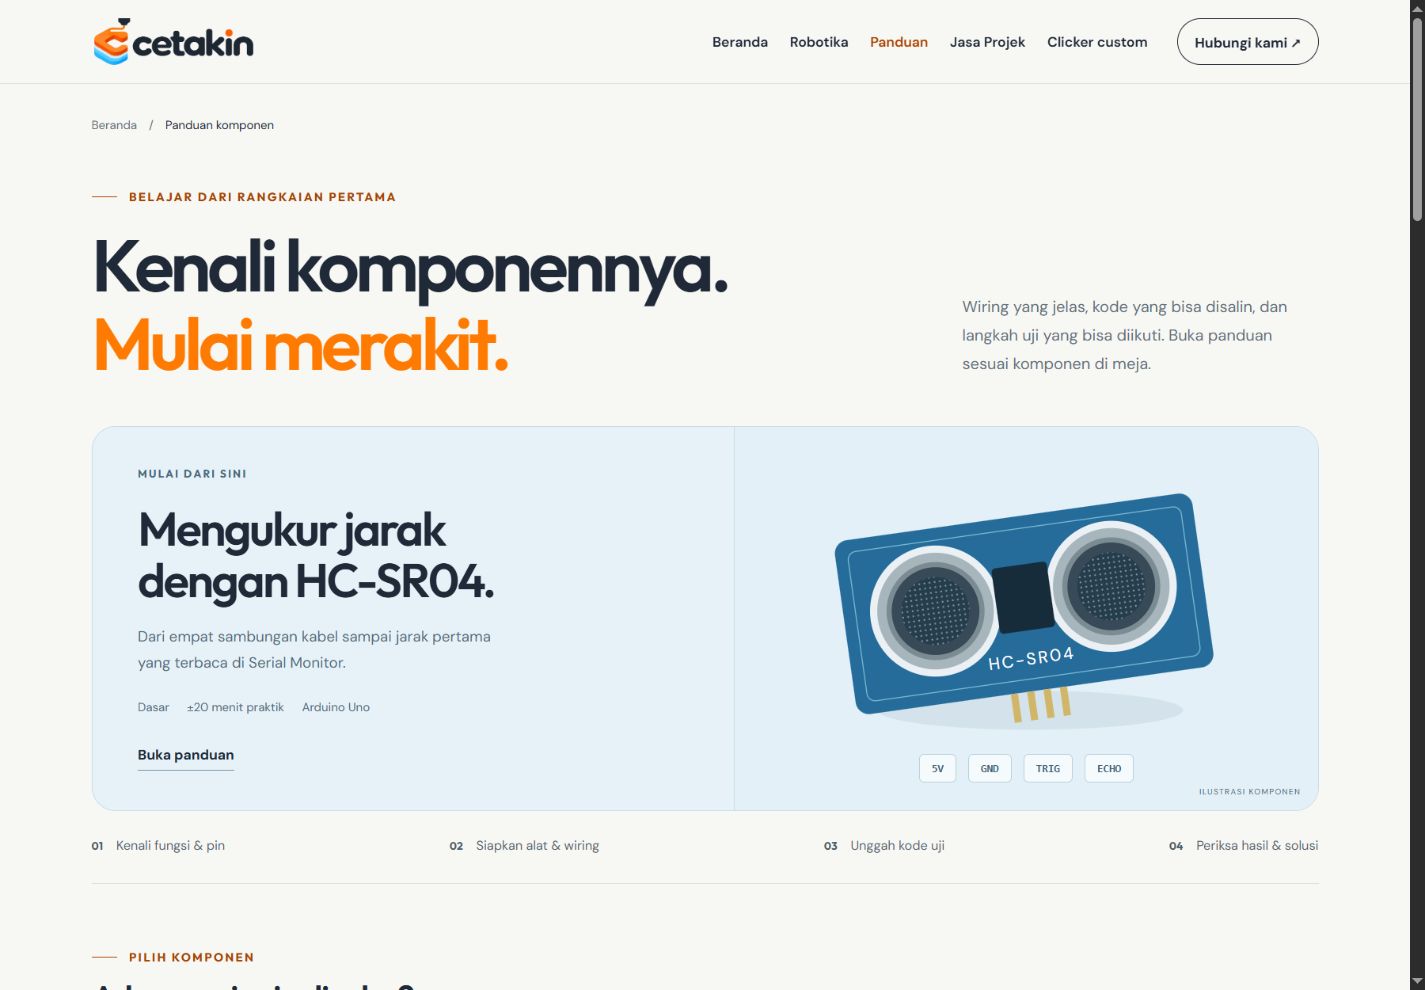 cetakin
Beranda
Robotika
Panduan
Jasa Projek
Clicker custom
Hubungi kami ↗
Beranda / Panduan komponen
BELAJAR DARI RANGKAIAN PERTAMA
Kenali komponennya.
Mulai merakit.
Wiring yang jelas, kode yang bisa disalin, dan
langkah uji yang bisa diikuti. Buka panduan
sesuai komponen di meja.
MULAI DARI SINI
Mengukur jarak
dengan HC-SR04.
Dari empat sambungan kabel sampai jarak pertama
yang terbaca di Serial Monitor.
Dasar
±20 menit praktik
Arduino Uno
Buka panduan
HC-SR04
5V
GND
TRIG
ECHO
ILUSTRASI KOMPONEN
01 Kenali fungsi & pin
02 Siapkan alat & wiring
03 Unggah kode uji
04 Periksa hasil & solusi
PILIH KOMPONEN